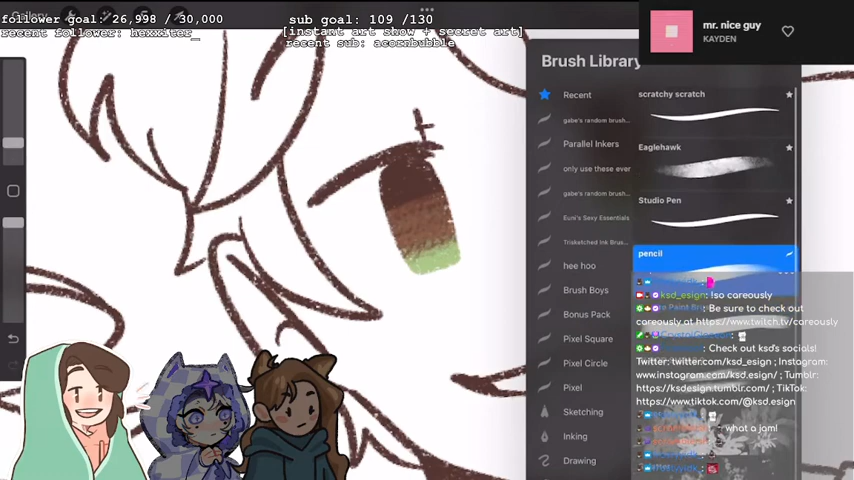 follower goal: 26,998 / 30,000
recent follower: hexxiter_
sub goal: 109 /130
[instant art show + secret art]
recent sub: acornbubble
mr. nice guy
KAYDEN
Brush Library
Recent
gabe's random brush...
Parallel Inkers
only use these ever
gabe's random brush...
Euni's Sexy Essentials
Trisketched Ink Brus...
hee hoo
Brush Boys
Bonus Pack
Pixel Square
Pixel Circle
Pixel
Sketching
Inking
Drawing
scratchy scratch
Eaglehawk
Studio Pen
pencil
ksd_esign: !so careously
: Be sure to check out
careously at https://www.twitch.tv/careously
: Check out ksd's socials!
Twitter: twitter.com/ksd_esign ; Instagram:
www.instagram.com/ksd.esign/ ; Tumblr:
https://ksdesign.tumblr.com/ ; TikTok:
https://www.tiktok.com/@ksd.esign
: what a jam!